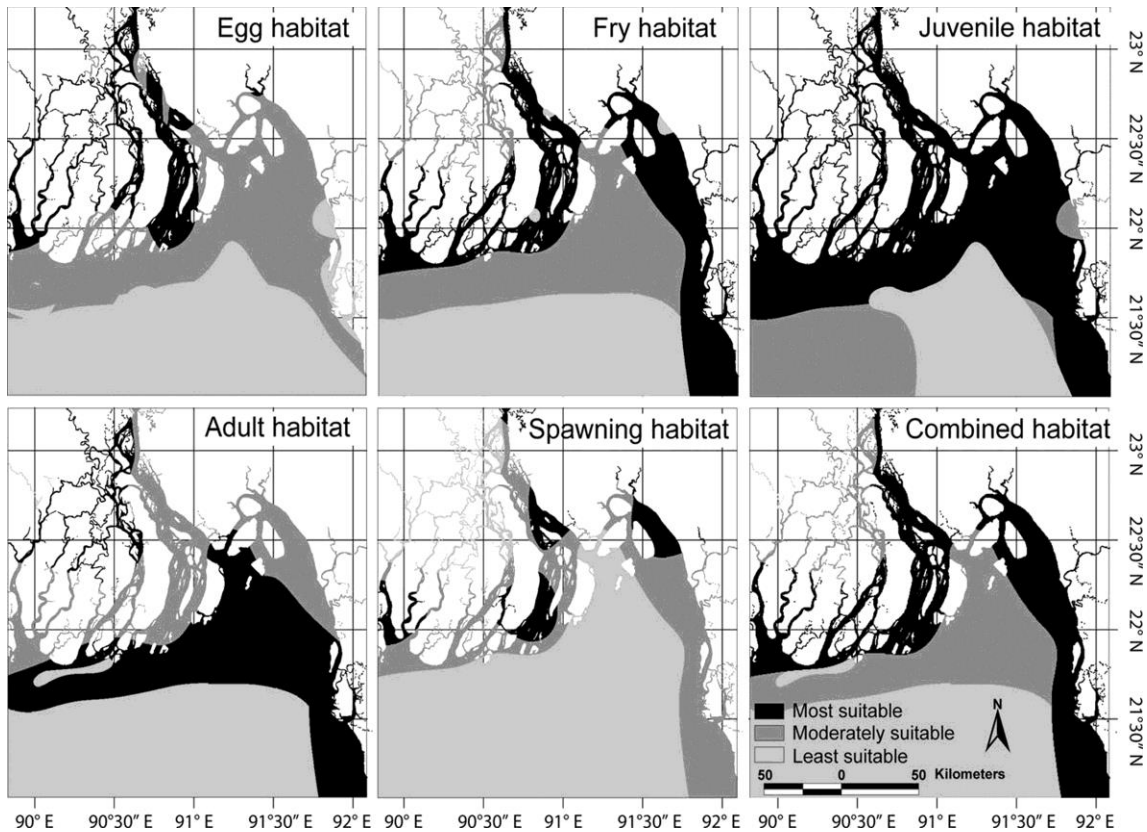 Egg habitat
Fry habitat
Juvenile habitat
23° N
22°30” N
22° N
21°30” N
Adult habitat
Spawning habitat
Combined habitat
23° N
22°30” N
22° N
21°30” N
N
Most suitable
Moderately suitable
Least suitable
50 0 50 Kilometers
90° E 90°30” E 91° E 91°30” E 92° E 90° E 90°30” E 91° E 91°30” E 92° E 90° E 90°30” E 91° E 91°30” E 92° E